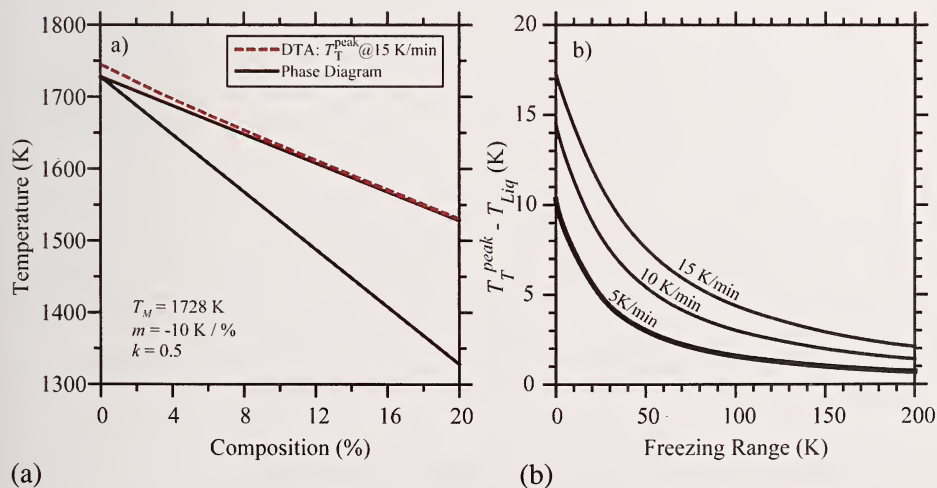 a)
DTA: T_T^peak @15 K/min
Phase Diagram
1800
1700
1600
1500
1400
1300
Temperature (K)
T_M = 1728 K
m = -10 K / %
k = 0.5
0 4 8 12 16 20
Composition (%)
(a)
b)
20
15
10
5
0
T_T^peak - T_Liq (K)
15 K/min
10 K/min
5K/min
0 50 100 150 200
Freezing Range (K)
(b)